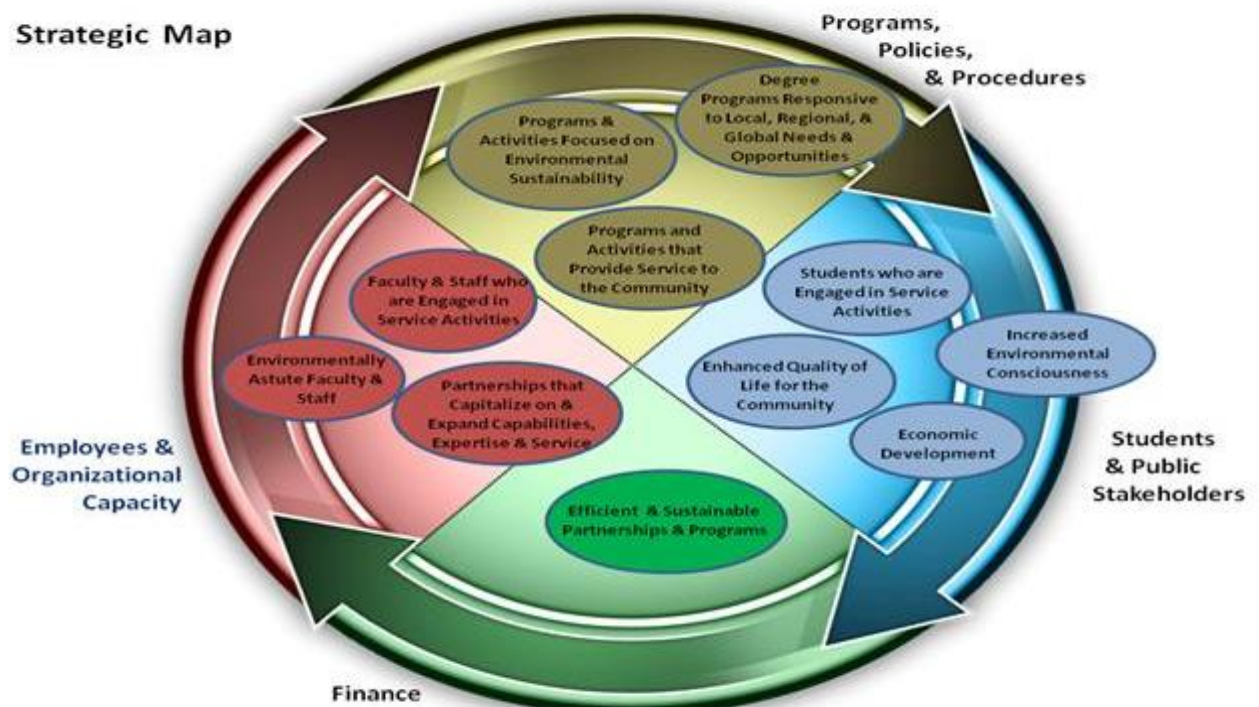 Strategic Map
Programs,
Policies,
& Procedures
Degree
Programs Responsive
to Local, Regional, &
Global Needs &
Opportunities
Programs &
Activities Focused on
Environmental
Sustainability
Programs and
Activities that
Provide Service to
the Community
Faculty & Staff who
are Engaged in
Service Activities
Environmentally
Astute Faculty &
Staff
Partnerships that
Capitalize on &
Expand Capabilities,
Expertise & Service
Students who are
Engaged in Service
Activities
Increased
Environmental
Consciousness
Enhanced Quality of
Life for the
Community
Economic
Development
Efficient & Sustainable
Partnerships & Programs
Employees &
Organizational
Capacity
Students
& Public
Stakeholders
Finance